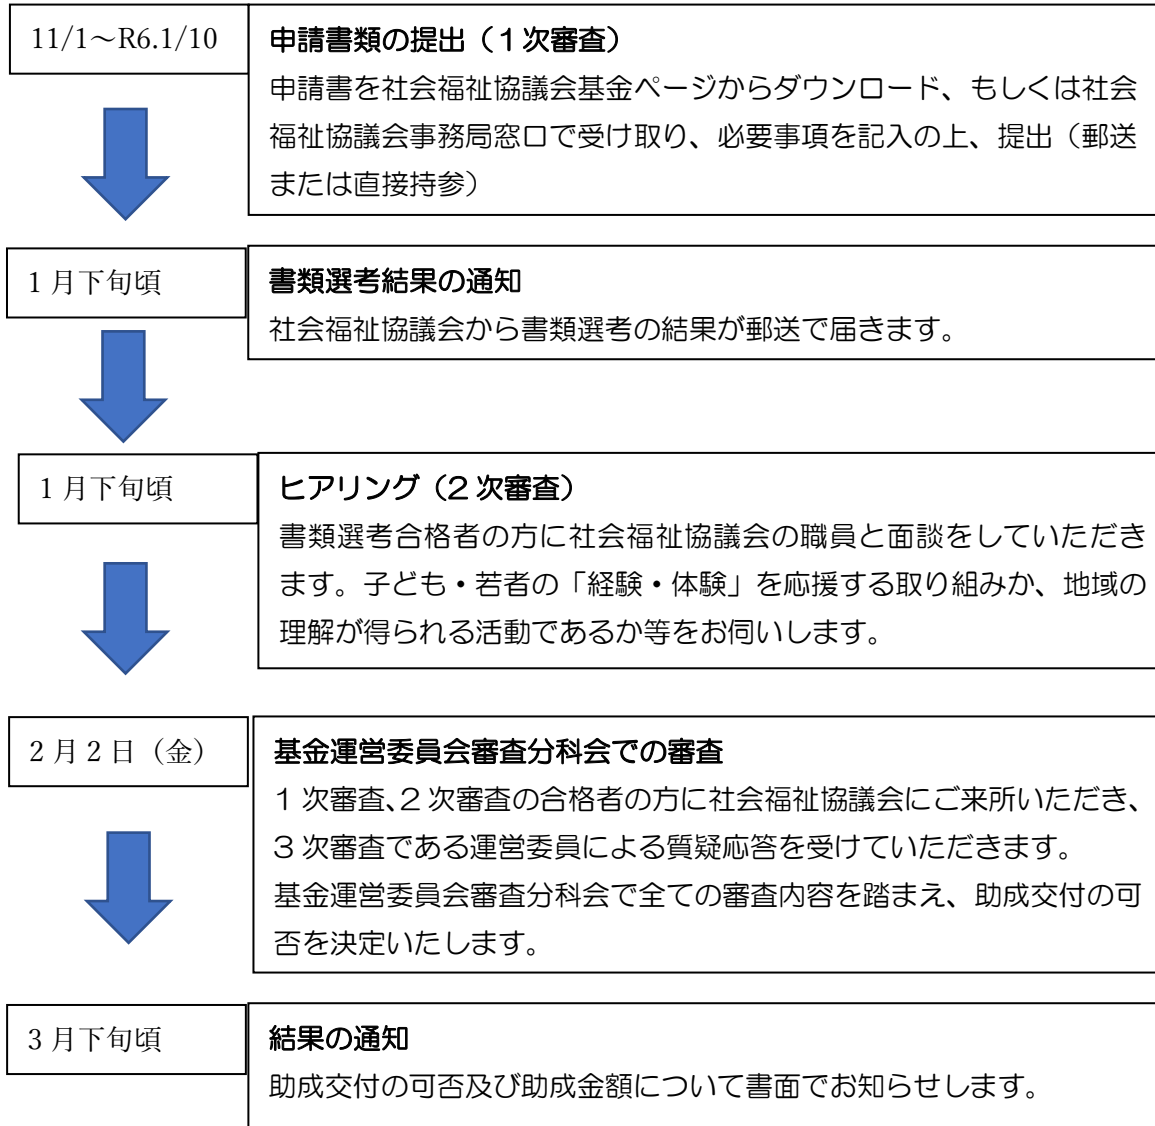 11/1～R6.1/10
申請書類の提出（１次審査）
申請書を社会福祉協議会基金ページからダウンロード、もしくは社会
福祉協議会事務局窓口で受け取り、必要事項を記入の上、提出（郵送
または直接持参）
1 月下旬頃
書類選考結果の通知
社会福祉協議会から書類選考の結果が郵送で届きます。
1 月下旬頃
ヒアリング（２次審査）
書類選考合格者の方に社会福祉協議会の職員と面談をしていただき
ます。子ども・若者の「経験・体験」を応援する取り組みか、地域の
理解が得られる活動であるか等をお伺いします。
2 月 2 日（金）
基金運営委員会審査分科会での審査
１次審査、２次審査の合格者の方に社会福祉協議会にご来所いただき、
３次審査である運営委員による質疑応答を受けていただきます。
基金運営委員会審査分科会で全ての審査内容を踏まえ、助成交付の可
否を決定いたします。
3 月下旬頃
結果の通知
助成交付の可否及び助成金額について書面でお知らせします。